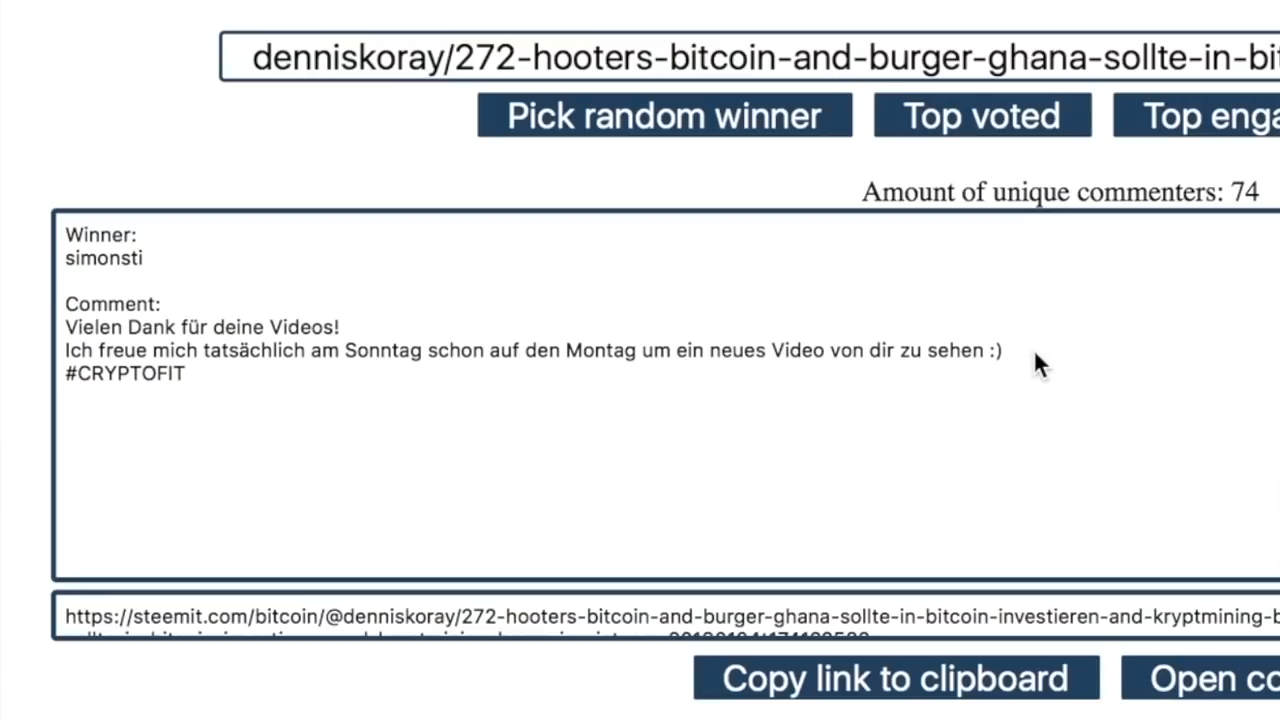 denniskoray/272-hooters-bitcoin-and-burger-ghana-sollte-in-bi
Pick random winner
Top voted
Top enga
Amount of unique commenters: 74
Winner:
simonsti
Comment:
Vielen Dank für deine Videos!
Ich freue mich tatsächlich am Sonntag schon auf den Montag um ein neues Video von dir zu sehen :)
#CRYPTOFIT
https://steemit.com/bitcoin/@denniskoray/272-hooters-bitcoin-and-burger-ghana-sollte-in-bitcoin-investieren-and-kryptmining-b
Copy link to clipboard
Open co